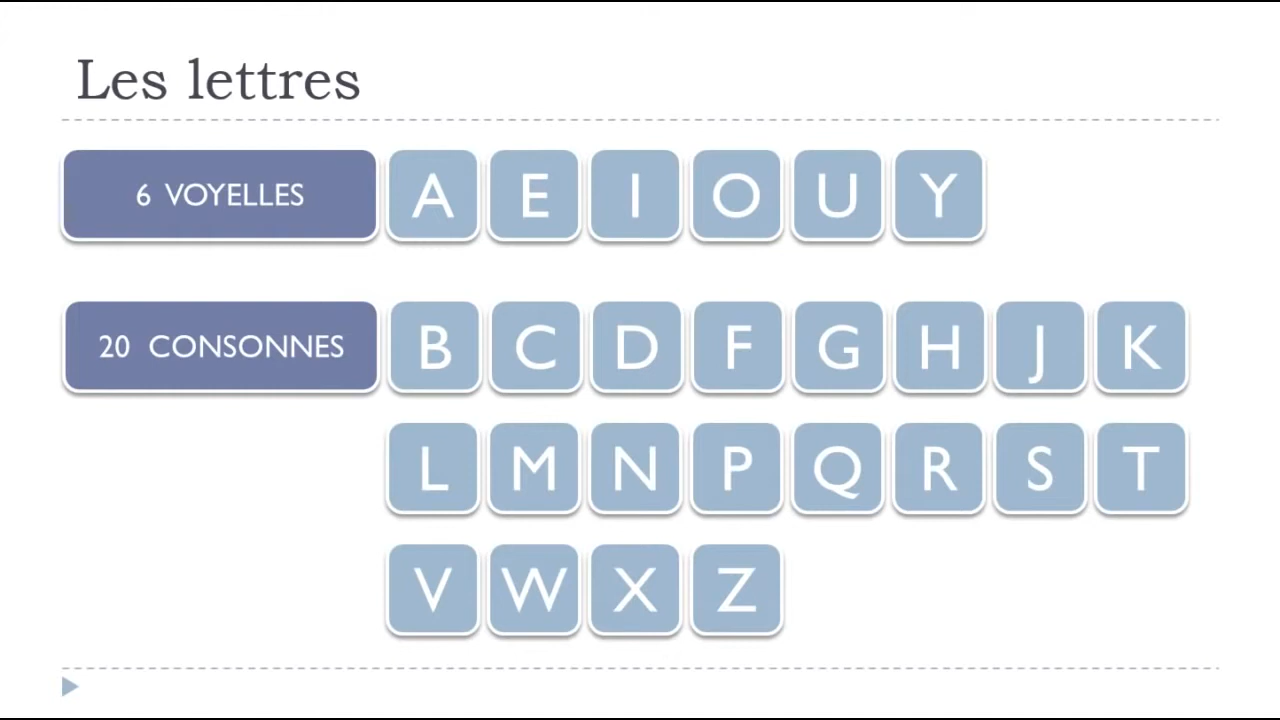 Les lettres
6 VOYELLES A E I O U Y
20 CONSONNES B C D F G H J K
L M N P Q R S T
V W X Z